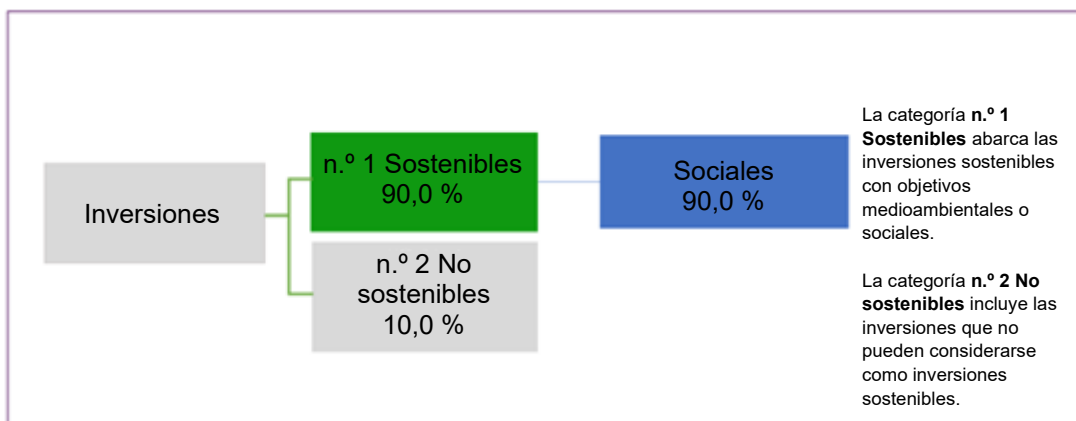 Inversiones
n.º 1 Sostenibles
90,0 %
Sociales
90,0 %
n.º 2 No
sostenibles
10,0 %
La categoría n.º 1
Sostenibles abarca las
inversiones sostenibles
con objetivos
medioambientales o
sociales.
La categoría n.º 2 No
sostenibles incluye las
inversiones que no
pueden considerarse
como inversiones
sostenibles.